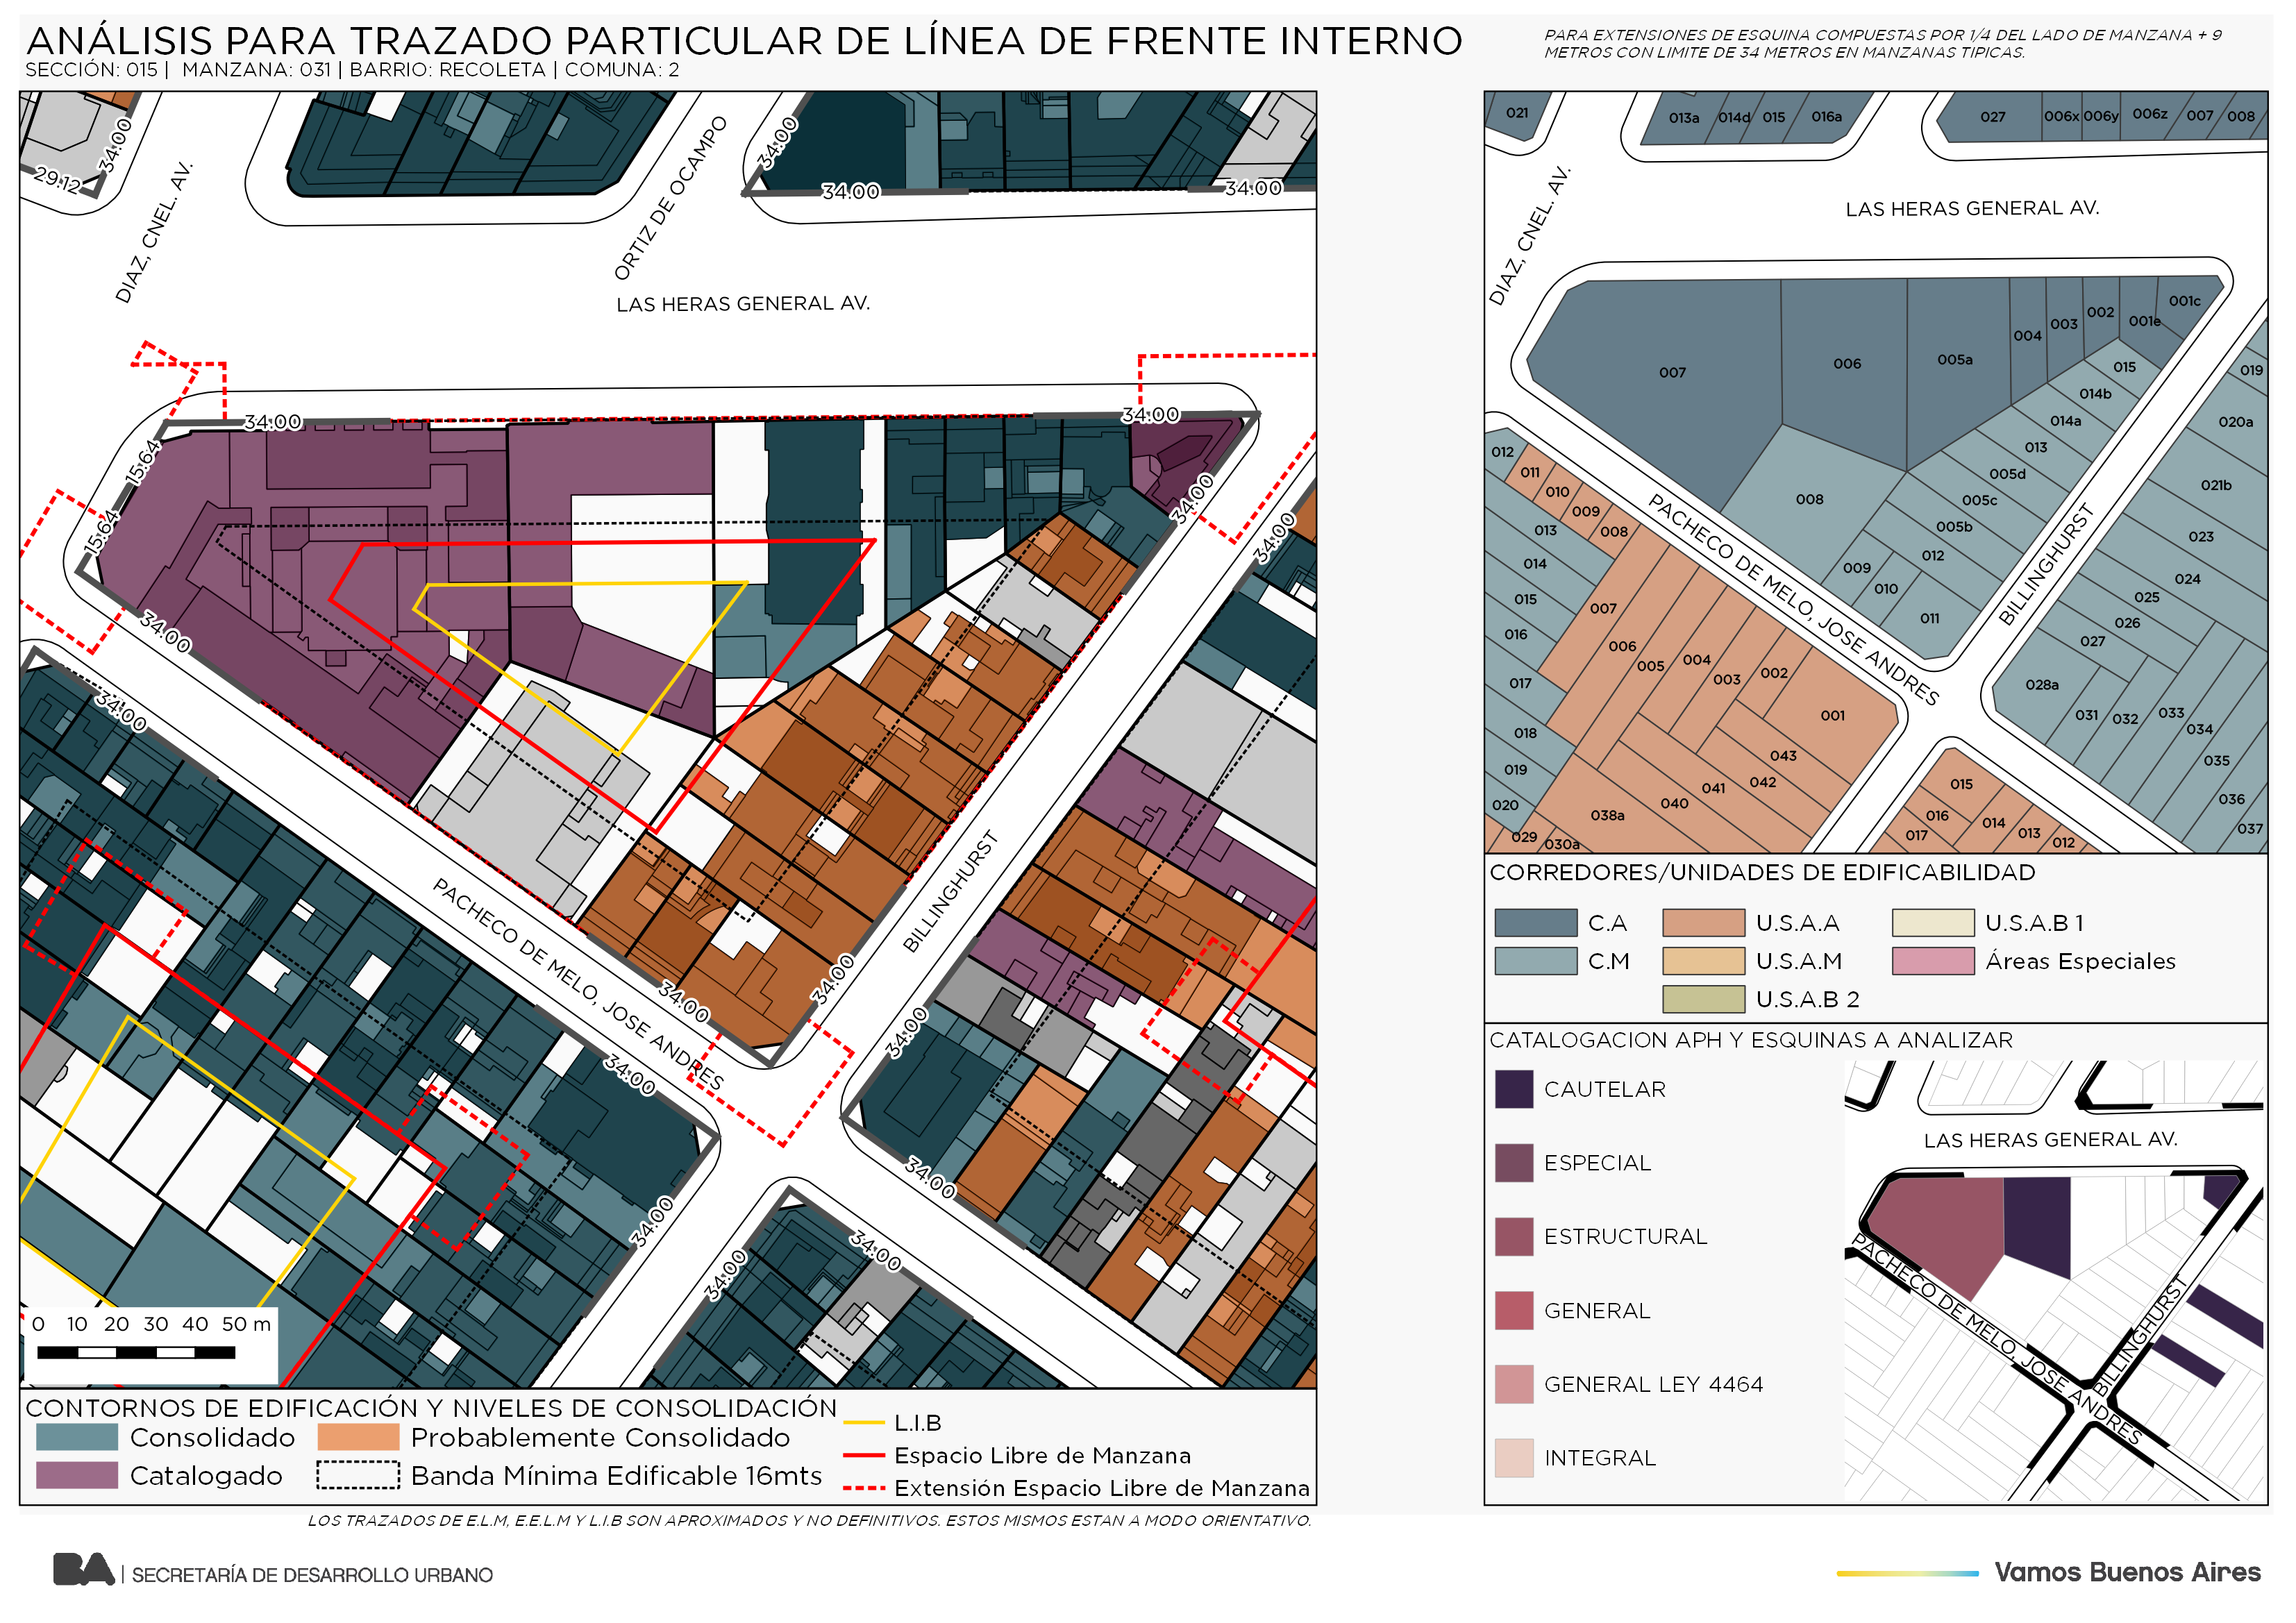 ANÁLISIS PARA TRAZADO PARTICULAR DE LÍNEA DE FRENTE INTERNO
SECCIÓN: 015 | MANZANA: 031 | BARRIO: RECOLETA | COMUNA: 2
PARA EXTENSIONES DE ESQUINA COMPUESTAS POR 1/4 DEL LADO DE MANZANA + 9
METROS CON LIMITE DE 34 METROS EN MANZANAS TIPICAS.
34:00
29.12
DIAZ, CNEL. AV.
ORTIZ DE OCAMPO
34:00
34:00
34:00
LAS HERAS GENERAL AV.
34:00
34:00
15:64
15:64
34:00
34:00
34:00
34:00
PACHECO DE MELO, JOSE ANDRES
BILLINGHURST
34:00
34:00
34:00
34:00
34:00
34:00
34:00
34:00
0 10 20 30 40 50 m
CONTORNOS DE EDIFICACIÓN Y NIVELES DE CONSOLIDACIÓN
Consolidado
Probablemente Consolidado
Catalogado
Banda Mínima Edificable 16mts
L.I.B
Espacio Libre de Manzana
Extensión Espacio Libre de Manzana
LOS TRAZADOS DE E.L.M, E.E.L.M Y L.I.B SON APROXIMADOS Y NO DEFINITIVOS. ESTOS MISMOS ESTAN A MODO ORIENTATIVO.
021
013a
014d
015
016a
027
006x
006y
006z
007
008
DIAZ, CNEL. AV.
LAS HERAS GENERAL AV.
007
006
005a
004
003
002
001e
001c
015
014b
014a
013
005d
005c
005b
012
008
009
010
011
019
020a
021b
023
024
025
026
027
028a
031
032
033
034
035
036
037
012
011
010
009
008
013
014
015
016
017
018
019
020
029
030a
007
006
005
004
003
002
001
043
042
041
040
038a
015
016
017
014
013
012
PACHECO DE MELO, JOSE ANDRES
BILLINGHURST
CORREDORES/UNIDADES DE EDIFICABILIDAD
C.A
U.S.A.A
U.S.A.B 1
C.M
U.S.A.M
Áreas Especiales
U.S.A.B 2
CATALOGACION APH Y ESQUINAS A ANALIZAR
CAUTELAR
ESPECIAL
ESTRUCTURAL
GENERAL
GENERAL LEY 4464
INTEGRAL
LAS HERAS GENERAL AV.
PACHECO DE MELO, JOSE ANDRES
BILLINGHURST
BA | SECRETARÍA DE DESARROLLO URBANO
Vamos Buenos Aires